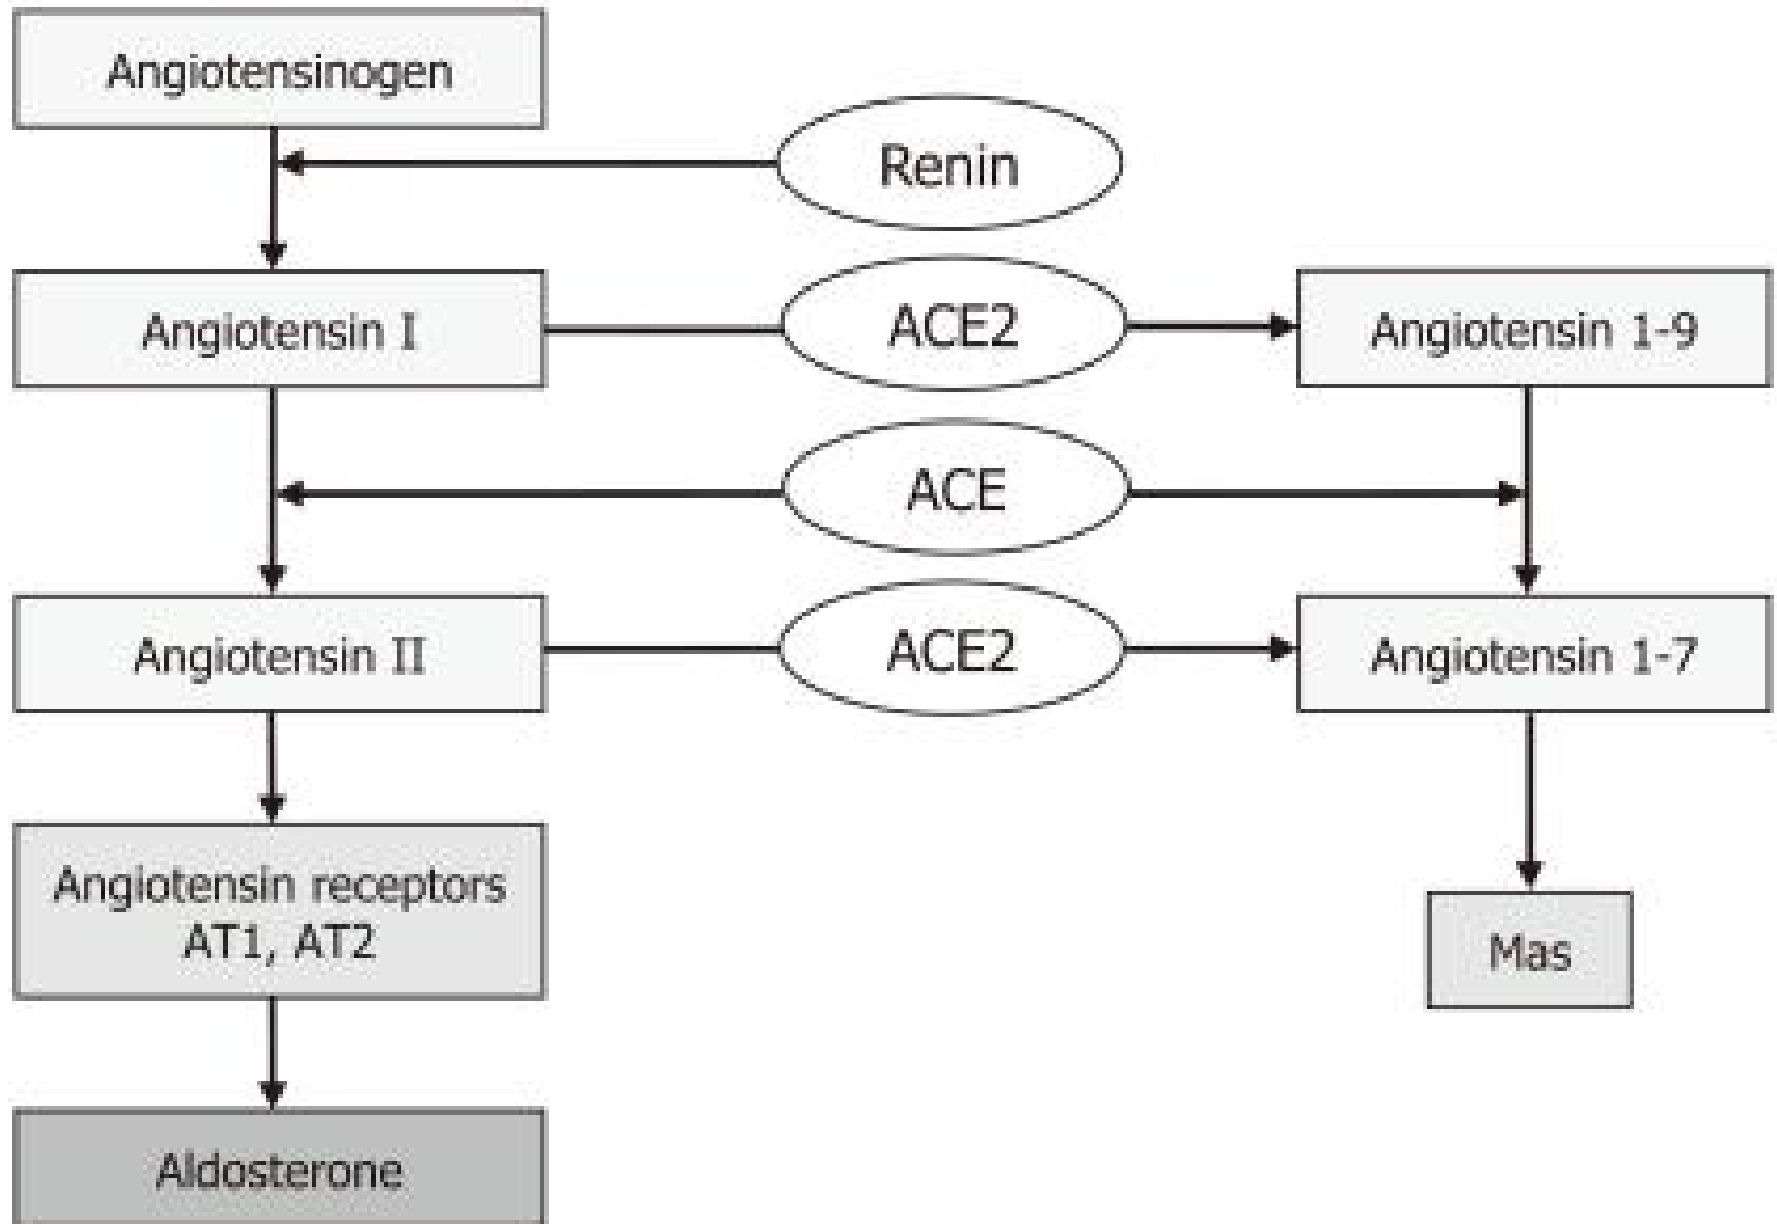 Angiotensinogen
Renin
Angiotensin I
ACE2
Angiotensin 1-9
ACE
Angiotensin II
ACE2
Angiotensin 1-7
Angiotensin receptors
AT1, AT2
Mas
Aldosterone